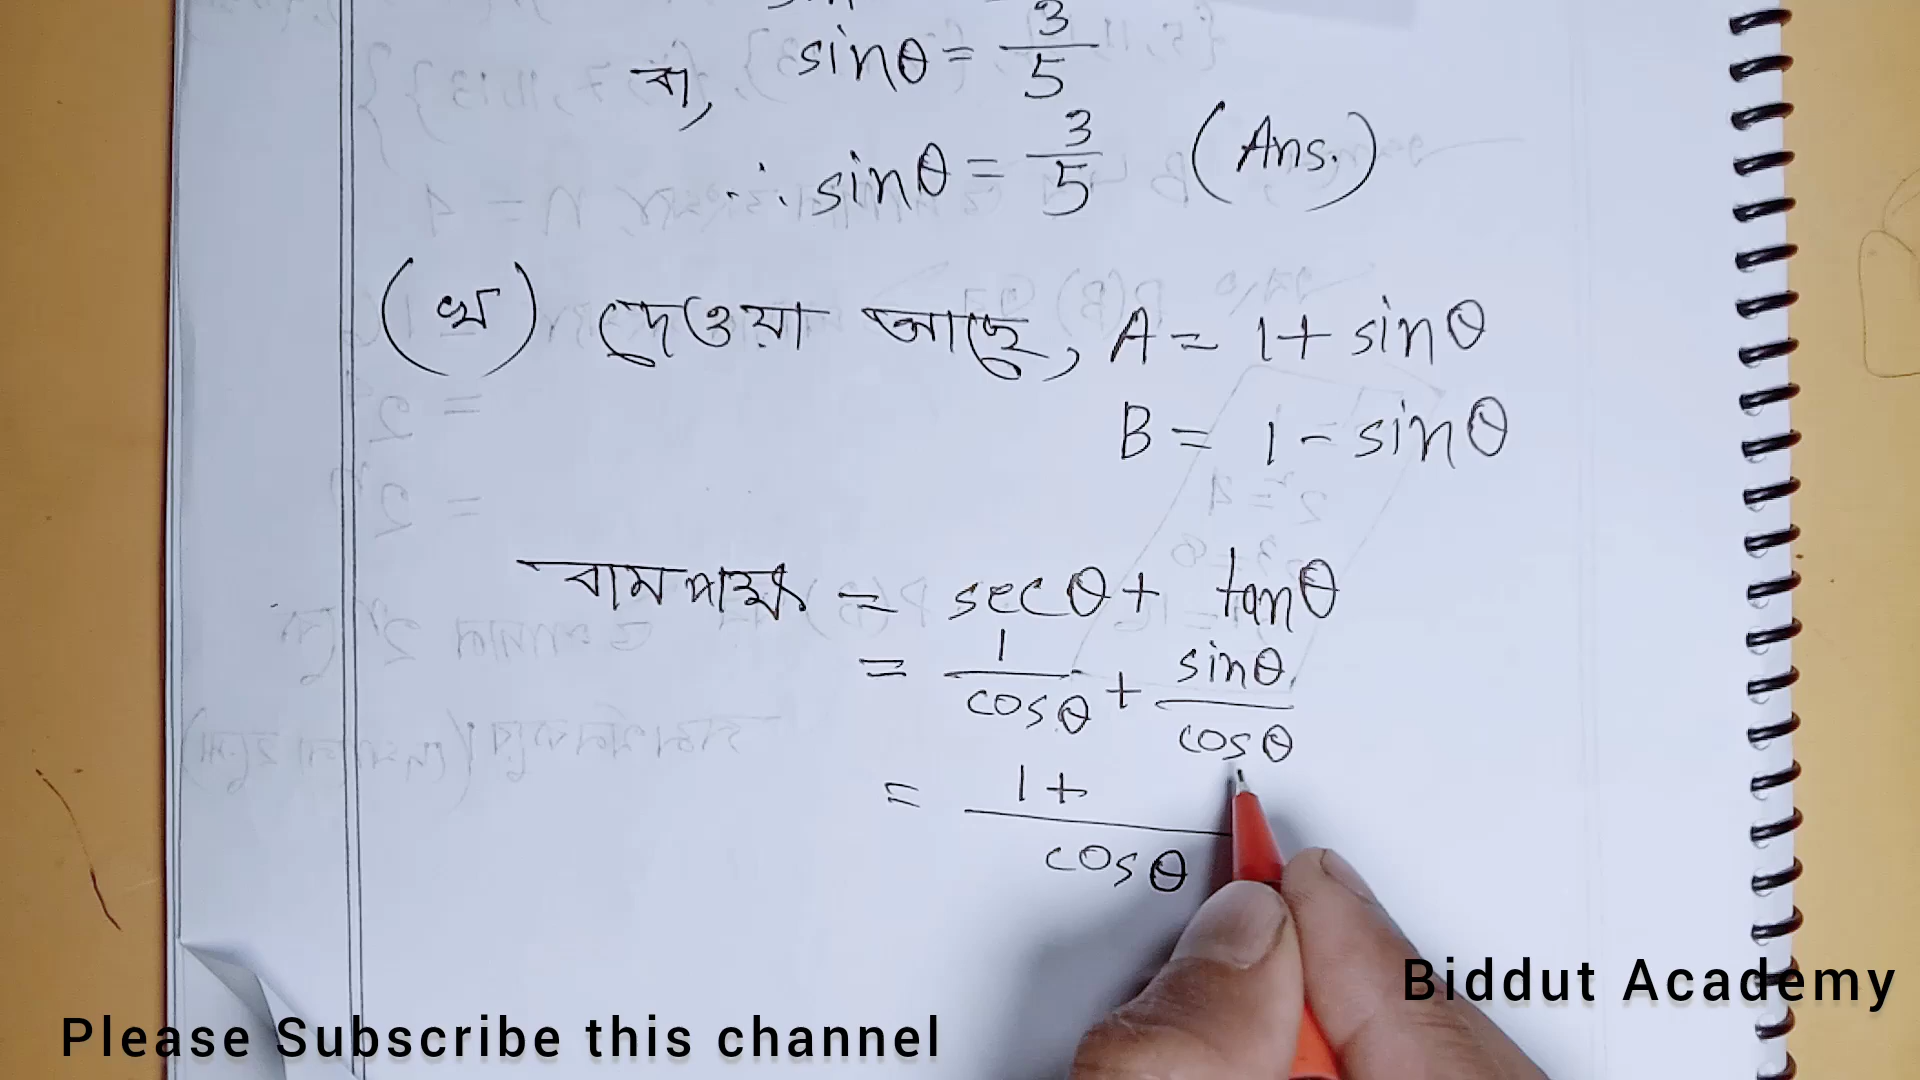 বা, sinθ = 3/5
∴ sinθ = 3/5 (Ans.)
(খ) দেওয়া আছে, A = 1 + sinθ
B = 1 - sinθ
বাম পক্ষ = secθ + tanθ
= 1/cosθ + sinθ/cosθ
= 1+ /cosθ
Biddut Academy
Please Subscribe this channel